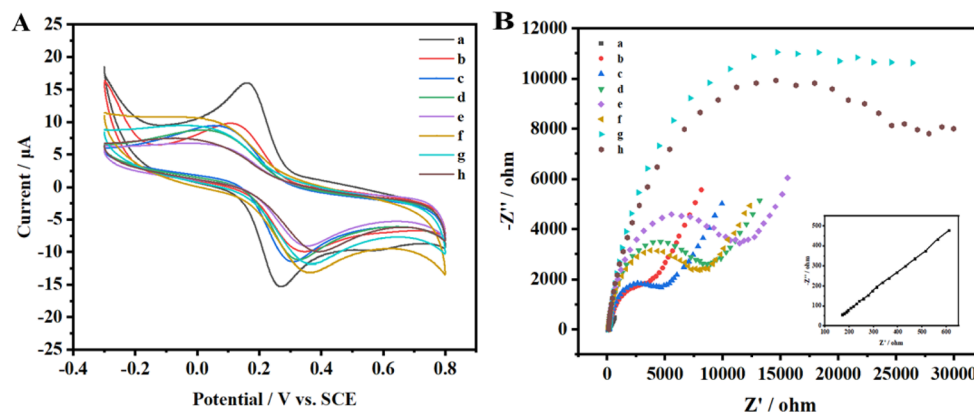 A
Current / μA
25
20
15
10
5
0
-5
-10
-15
-20
-25
-0.4 -0.2 0.0 0.2 0.4 0.6 0.8
Potential / V vs. SCE
a
b
c
d
e
f
g
h
B
-Z'' / ohm
12000
10000
8000
6000
4000
2000
0
0 5000 10000 15000 20000 25000 30000
Z' / ohm
a
b
c
d
e
f
g
h
-Z'' / ohm
500
400
300
200
100
0
100 200 300 400 500 600
Z' / ohm